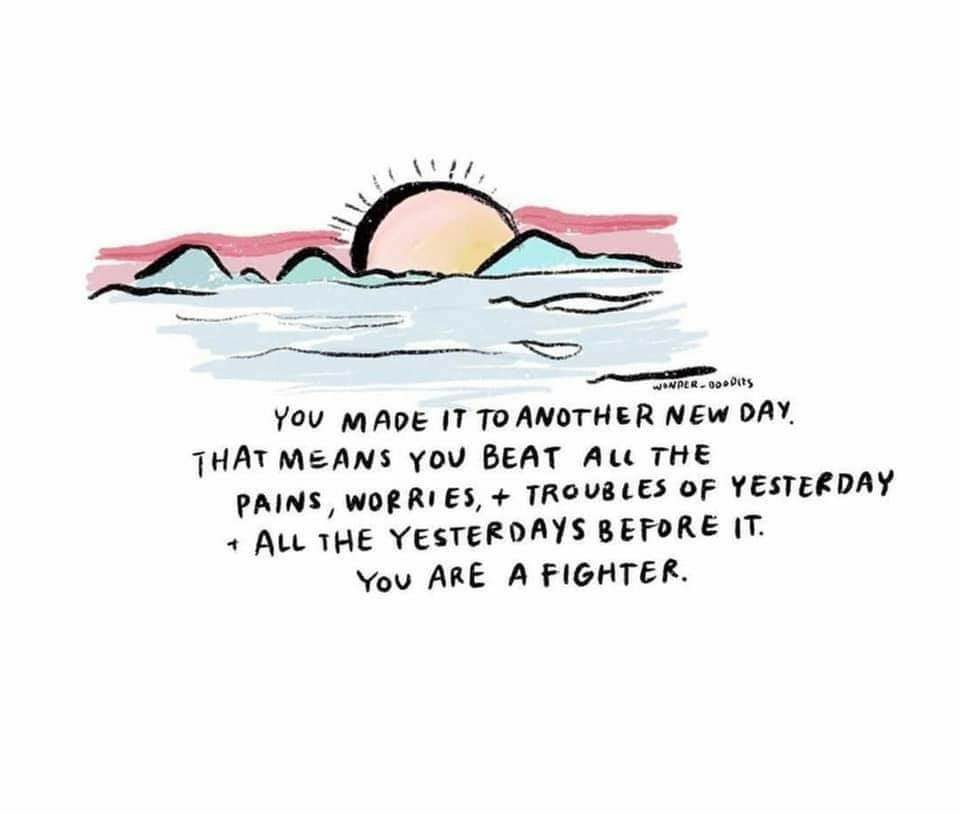 WONDER-DOODLES
YOU MADE IT TO ANOTHER NEW DAY.
THAT MEANS YOU BEAT ALL THE
PAINS, WORRIES, + TROUBLES OF YESTERDAY
+ ALL THE YESTERDAYS BEFORE IT.
YOU ARE A FIGHTER.